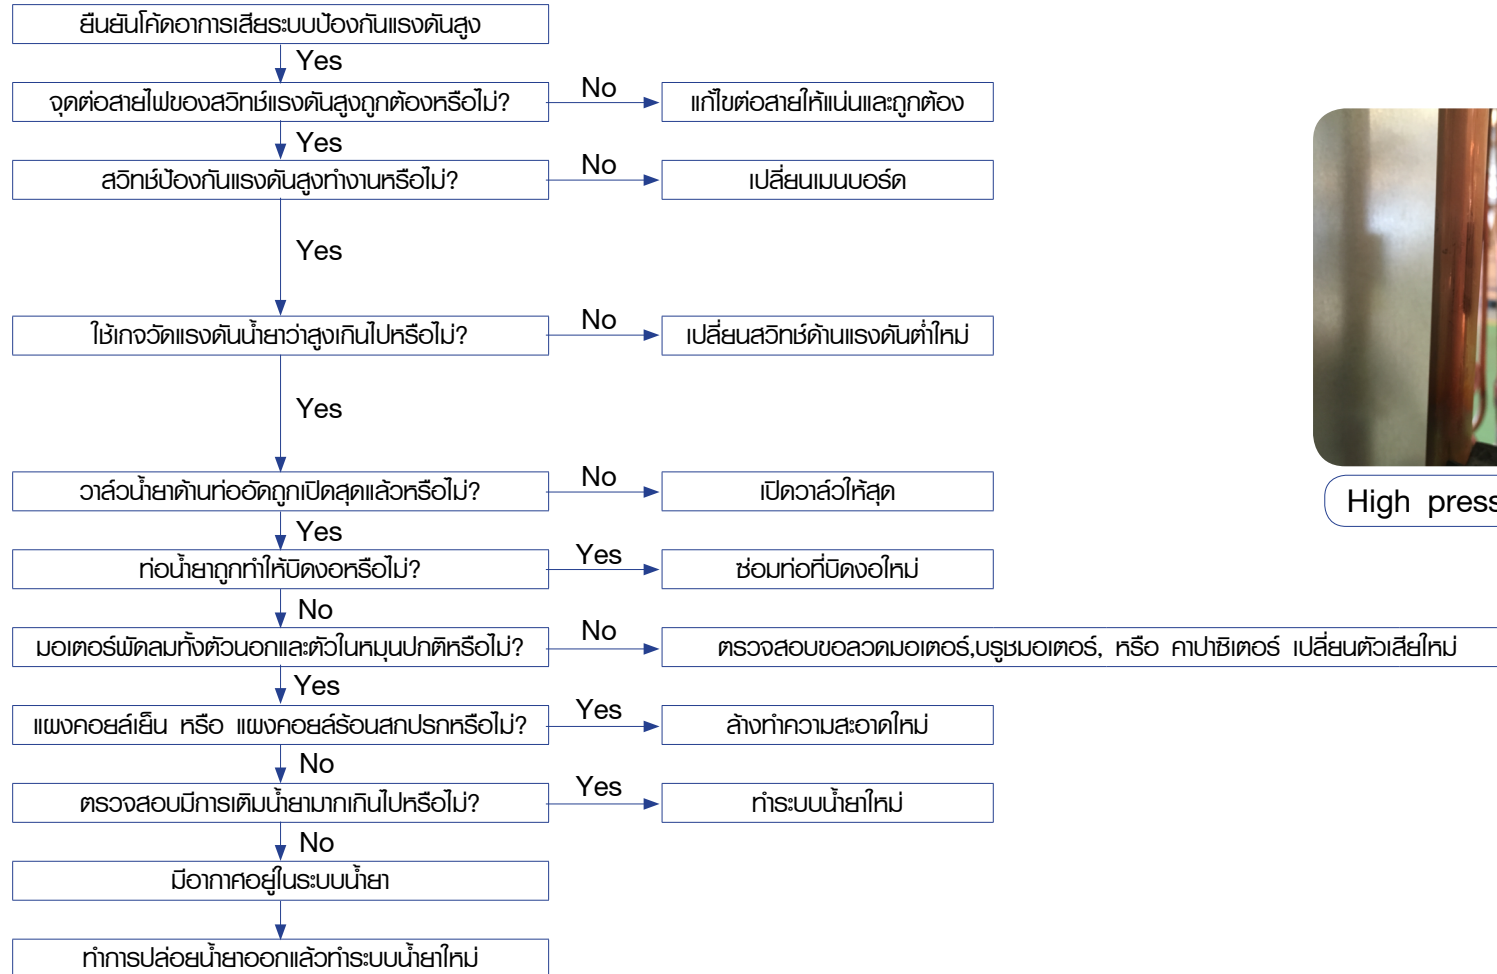 ยืนยันโค้ดอาการเสียระบบป้องกันแรงดันสูง
Yes
จุดต่อสายไฟของสวิทช์แรงดันสูงถูกต้องหรือไม่?
No
แก้ไขต่อสายให้แน่นและถูกต้อง
Yes
สวิทช์ป้องกันแรงดันสูงทำงานหรือไม่?
No
เปลี่ยนเมนบอร์ด
Yes
ใช้เกจวัดแรงดันน้ำยาว่าสูงเกินไปหรือไม่?
No
เปลี่ยนสวิทช์ด้านแรงดันต่ำใหม่
Yes
วาล์วน้ำยาด้านท่ออัดถูกเปิดสุดแล้วหรือไม่?
No
เปิดวาล์วให้สุด
High press
Yes
ท่อน้ำยาถูกทำให้บิดงอหรือไม่?
Yes
ซ่อมท่อที่บิดงอใหม่
No
มอเตอร์พัดลมทั้งตัวนอกและตัวในหมุนปกติหรือไม่?
No
ตรวจสอบขอลวดมอเตอร์,บรูชมอเตอร์, หรือ คาปาซิเตอร์ เปลี่ยนตัวเสียใหม่
Yes
แผงคอยล์เย็น หรือ แผงคอยล์ร้อนสกปรกหรือไม่?
Yes
ล้างทำความสะอาดใหม่
No
ตรวจสอบมีการเติมน้ำยามากเกินไปหรือไม่?
Yes
ทำระบบน้ำยาใหม่
No
มีอากาศอยู่ในระบบน้ำยา
ทำการปล่อยน้ำยาออกแล้วทำระบบน้ำยาใหม่